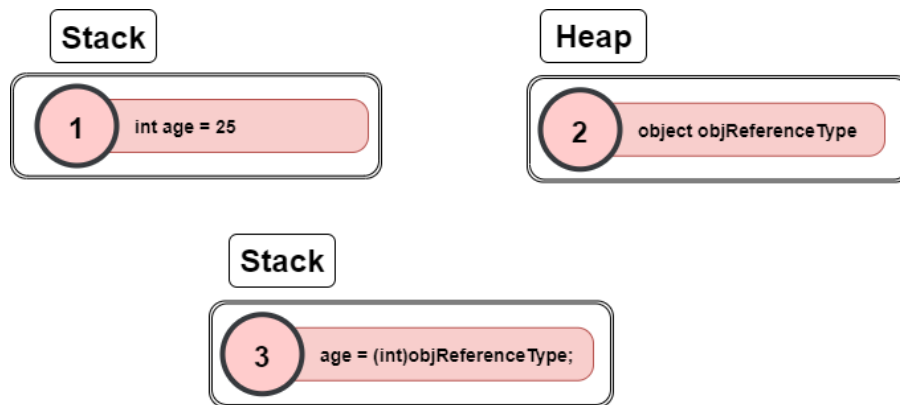 Stack
Heap
1 int age = 25
2 object objReferenceType
Stack
3 age = (int)objReferenceType;